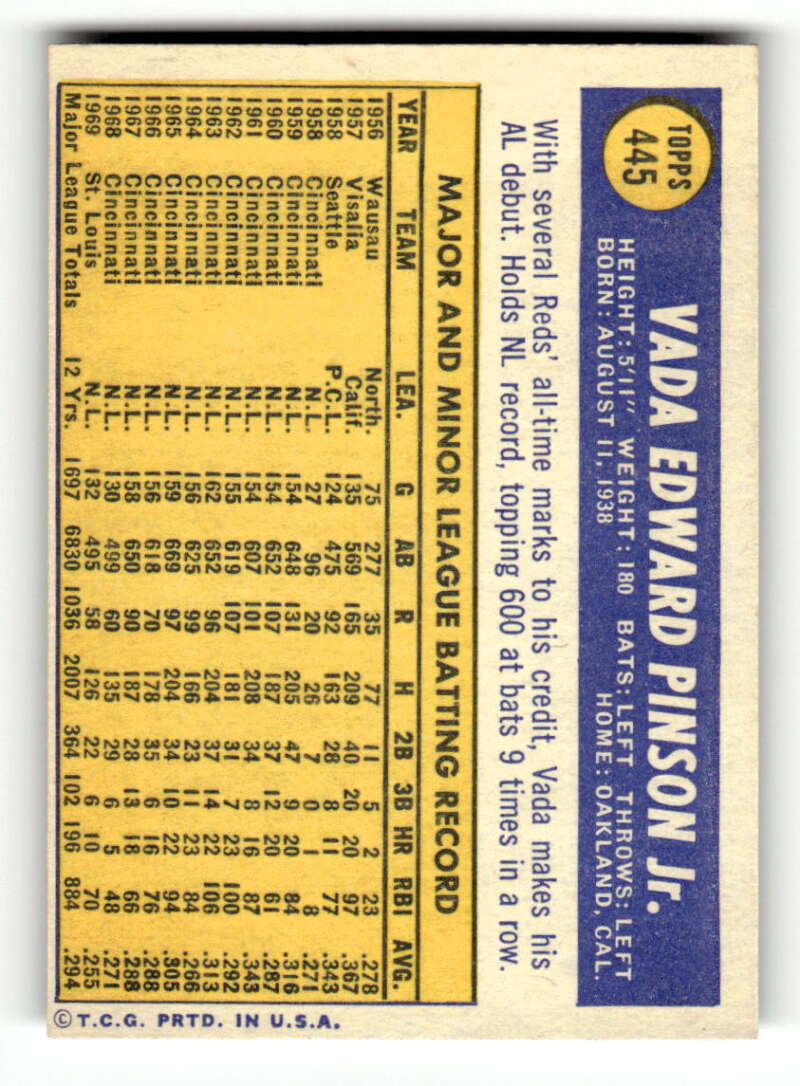 TOPPS
445
VADA EDWARD PINSON Jr.
HEIGHT: 5'11" WEIGHT: 180 BATS: LEFT THROWS: LEFT
BORN: AUGUST 11, 1938 HOME: OAKLAND, CAL.
With several Reds' all-time marks to his credit, Vada makes his
AL debut. Holds NL record, topping 600 at bats 9 times in a row.
MAJOR AND MINOR LEAGUE BATTING RECORD
YEAR TEAM LEA. G AB R H 2B 3B HR RBI AVG.
1956 Wausau North. 75 277 35 77 11 5 2 23 .278
1957 Visalia Calif. 135 569 165 209 40 20 20 97 .367
1958 Seattle P.C.L. 124 475 92 163 28 8 11 77 .343
1958 Cincinnati N.L. 27 96 20 26 7 0 1 8 .271
1959 Cincinnati N.L. 154 648 131 205 47 9 20 84 .316
1960 Cincinnati N.L. 154 652 107 187 37 12 20 61 .287
1961 Cincinnati N.L. 154 607 101 208 34 8 16 87 .343
1962 Cincinnati N.L. 155 619 107 181 31 7 23 100 .292
1963 Cincinnati N.L. 162 652 96 204 37 14 22 106 .313
1964 Cincinnati N.L. 156 625 99 166 23 11 23 84 .266
1965 Cincinnati N.L. 159 669 97 204 34 10 22 94 .305
1966 Cincinnati N.L. 156 618 70 178 35 6 16 76 .288
1967 Cincinnati N.L. 158 650 90 187 28 13 18 66 .288
1968 Cincinnati N.L. 130 499 60 135 29 6 5 48 .271
1969 St. Louis N.L. 132 495 58 126 22 6 10 70 .255
Major League Totals 12 Yrs. 1697 6830 1036 2007 364 102 196 884 .294
© T.C.G. PRTD. IN U.S.A.